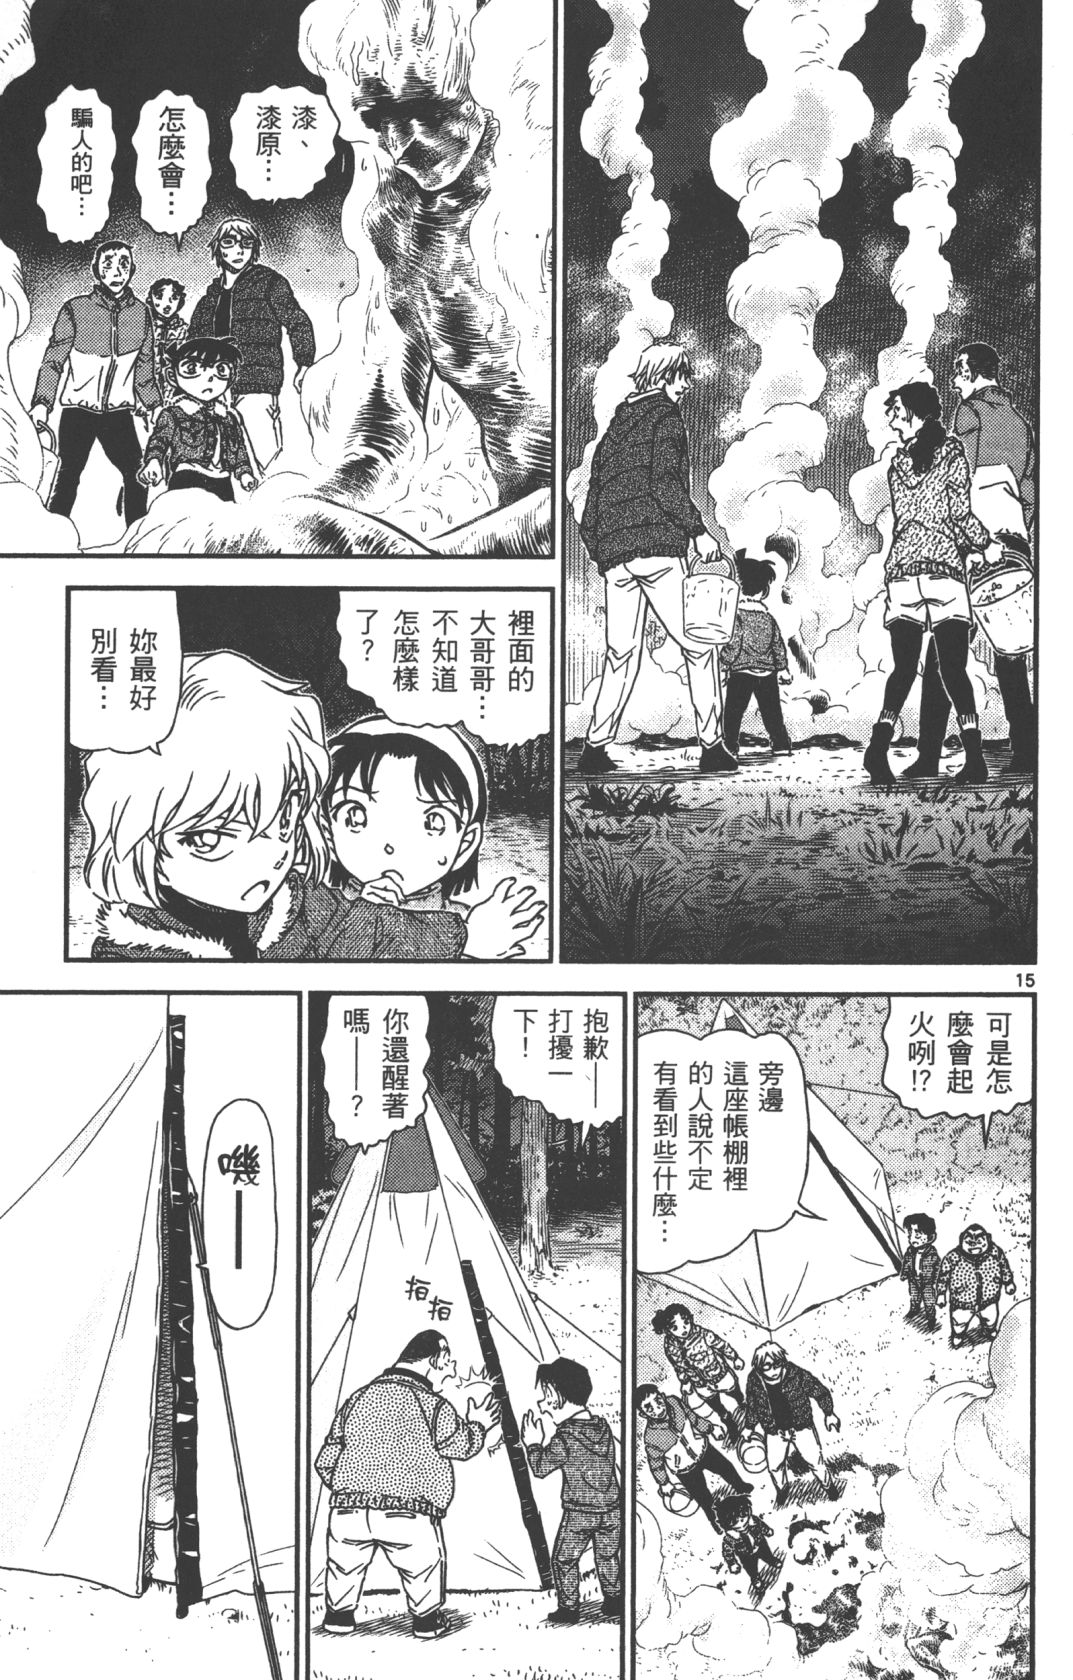 漆、
漆原…
怎麼會…
騙人的吧…
裡面的
大哥哥…
不知道
怎麼樣
了？
妳最好
別看…
15
可是怎
麼會起
火咧!?
旁邊
這座帳棚裡
的人說不定
有看到些什麼…
抱歉—
打擾一
下！
你還醒著
嗎——？
拍
拍
嘰——